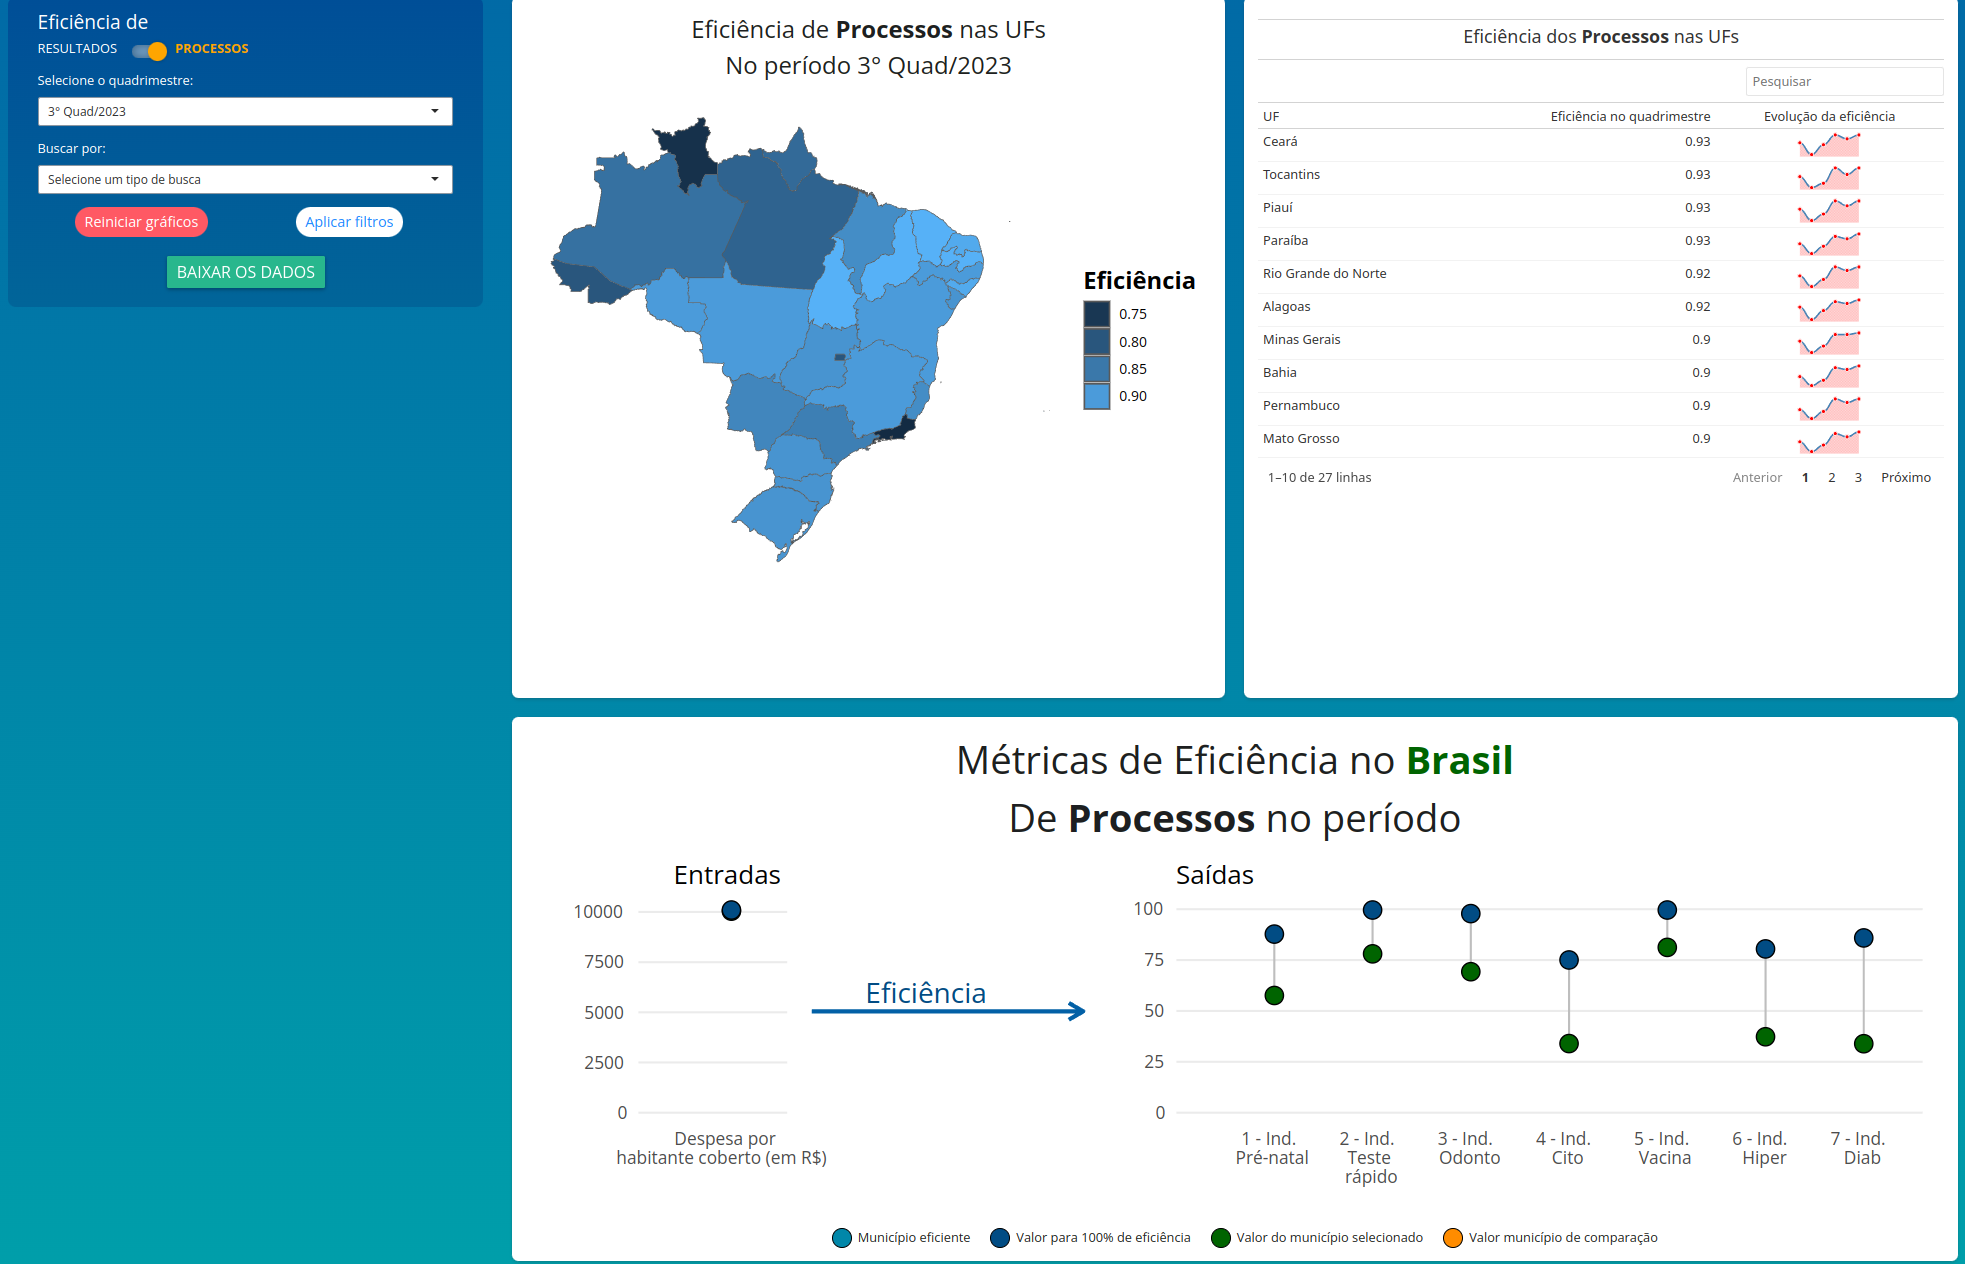 Eficiência de
RESULTADOS PROCESSOS
Selecione o quadrimestre:
3° Quad/2023
Buscar por:
Selecione um tipo de busca
Reiniciar gráficos Aplicar filtros
BAIXAR OS DADOS
Eficiência de Processos nas UFs
No período 3° Quad/2023
Eficiência
0.75
0.80
0.85
0.90
Eficiência dos Processos nas UFs
Pesquisar
UF Eficiência no quadrimestre Evolução da eficiência
Ceará 0.93
Tocantins 0.93
Piauí 0.93
Paraíba 0.93
Rio Grande do Norte 0.92
Alagoas 0.92
Minas Gerais 0.9
Bahia 0.9
Pernambuco 0.9
Mato Grosso 0.9
1–10 de 27 linhas Anterior 1 2 3 Próximo
Métricas de Eficiência no Brasil
De Processos no período
Entradas
10000
7500
5000
2500
0
Despesa por
habitante coberto (em R$)
Eficiência
Saídas
100
75
50
25
0
1 - Ind. 2 - Ind. 3 - Ind. 4 - Ind. 5 - Ind. 6 - Ind. 7 - Ind.
Pré-natal Teste Odonto Cito Vacina Hiper Diab
rápido
Município eficiente Valor para 100% de eficiência Valor do município selecionado Valor município de comparação